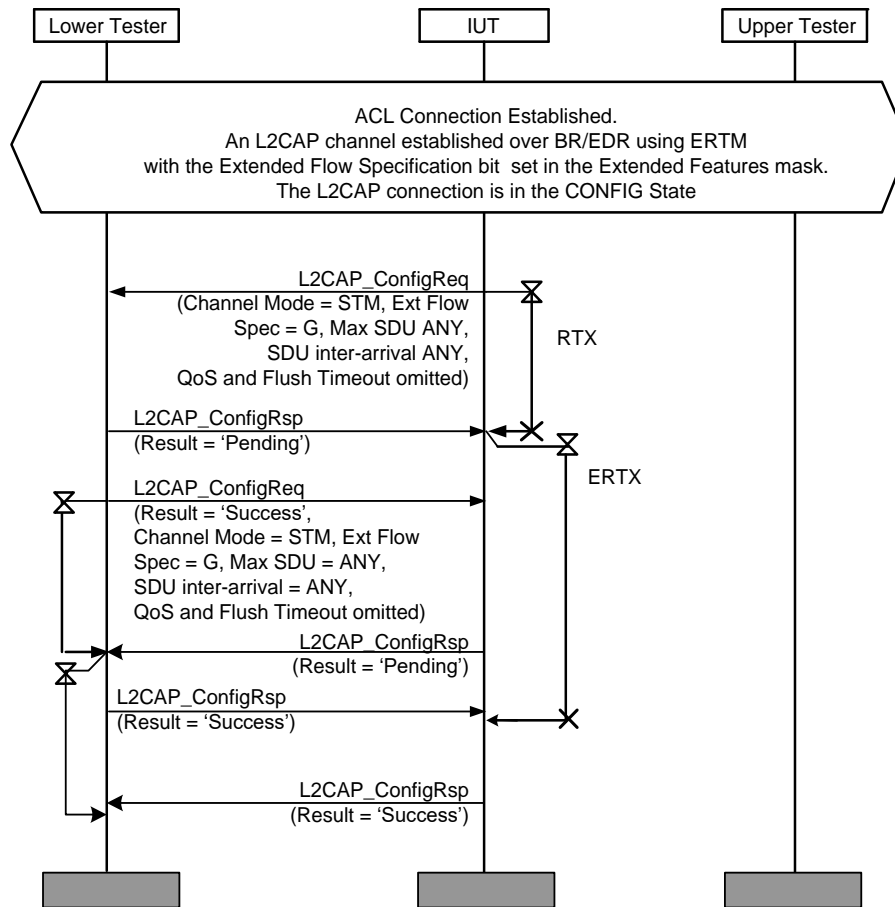 Lower Tester
IUT
Upper Tester
ACL Connection Established.
An L2CAP channel established over BR/EDR using ERTM
with the Extended Flow Specification bit set in the Extended Features mask.
The L2CAP connection is in the CONFIG State
L2CAP_ConfigReq
(Channel Mode = STM, Ext Flow
Spec = G, Max SDU ANY,
SDU inter-arrival ANY,
QoS and Flush Timeout omitted)
RTX
L2CAP_ConfigRsp
(Result = ‘Pending’)
ERTX
L2CAP_ConfigReq
(Result = ‘Success’,
Channel Mode = STM, Ext Flow
Spec = G, Max SDU = ANY,
SDU inter-arrival = ANY,
QoS and Flush Timeout omitted)
L2CAP_ConfigRsp
(Result = ‘Pending’)
L2CAP_ConfigRsp
(Result = ‘Success’)
L2CAP_ConfigRsp
(Result = ‘Success’)